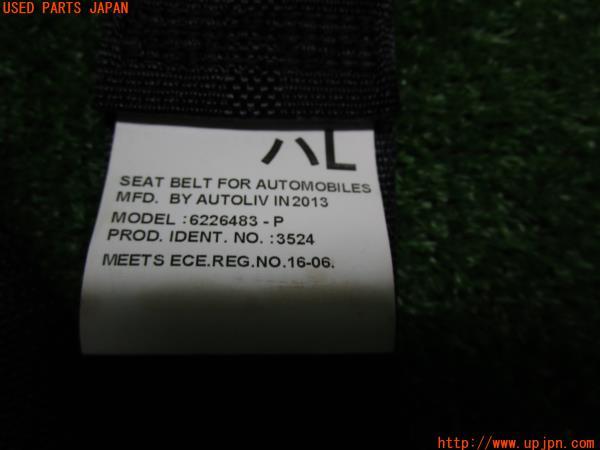 USED PARTS JAPAN
ハL
SEAT BELT FOR AUTOMOBILES
MFD. BY AUTOLIV IN 2013
MODEL : 6226483 - P
PROD. IDENT. NO. : 3524
MEETS ECE.REG.NO.16-06.
http://www.upjpn.com/